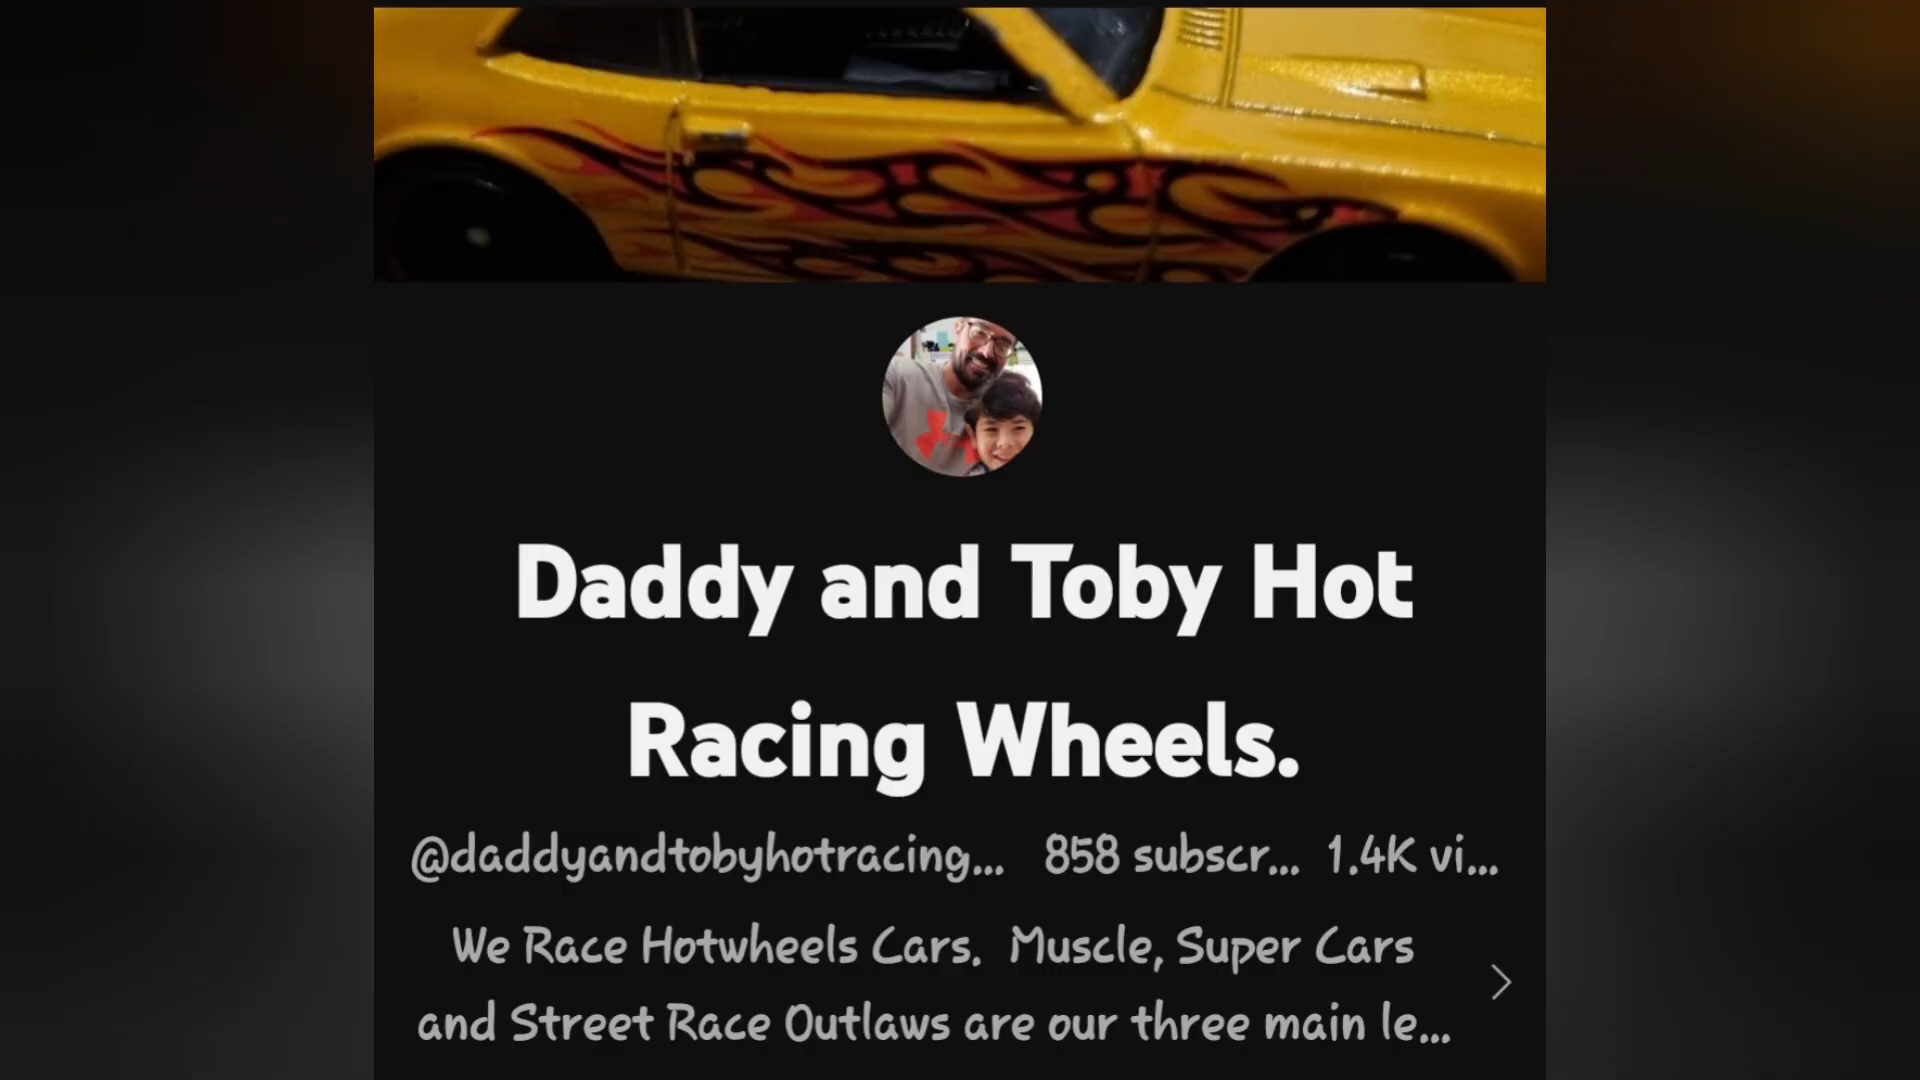 Daddy and Toby Hot
Racing Wheels.
@daddyandtobyhotracing... 858 subscr... 1.4K vi...
We Race Hotwheels Cars. Muscle, Super Cars
and Street Race Outlaws are our three main le...